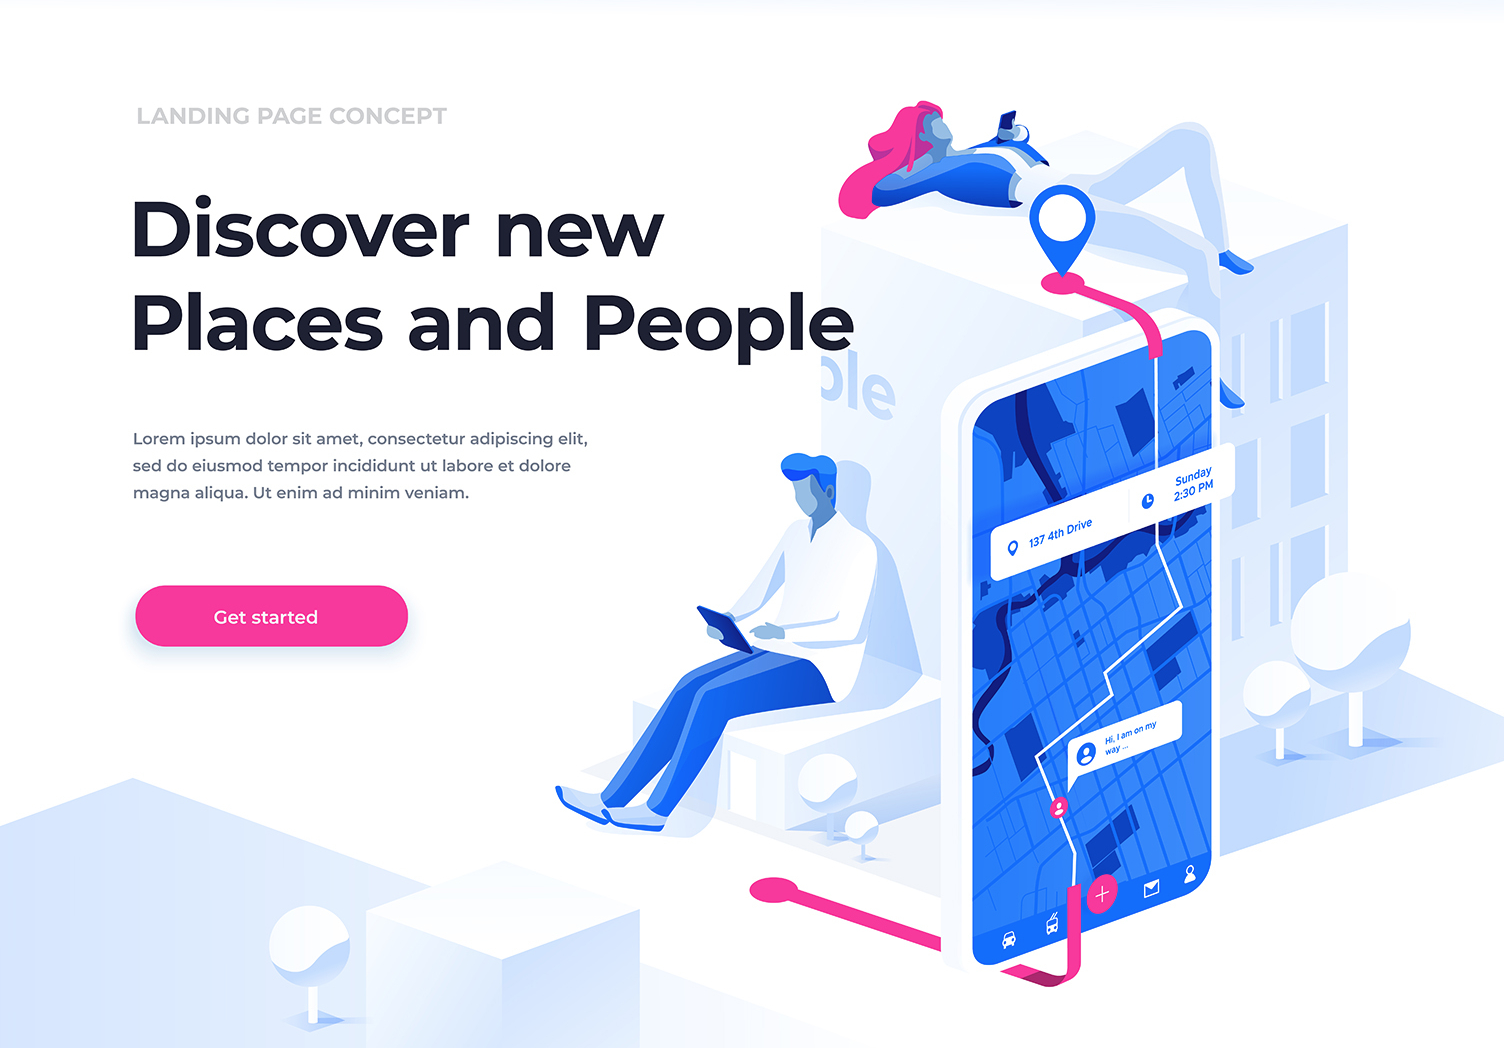 LANDING PAGE CONCEPT
Discover new
Places and People
ple
Lorem ipsum dolor sit amet, consectetur adipiscing elit,
sed do eiusmod tempor incididunt ut labore et dolore
magna aliqua. Ut enim ad minim veniam.
Get started
Sunday
2:30 PM
137 4th Drive
Hi, I am on my
way ...